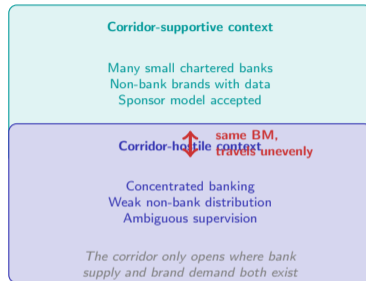 Corridor-supportive context
Many small chartered banks
Non-bank brands with data
Sponsor model accepted
same BM,
travels unevenly
Corridor-hostile context
Concentrated banking
Weak non-bank distribution
Ambiguous supervision
The corridor only opens where bank
supply and brand demand both exist